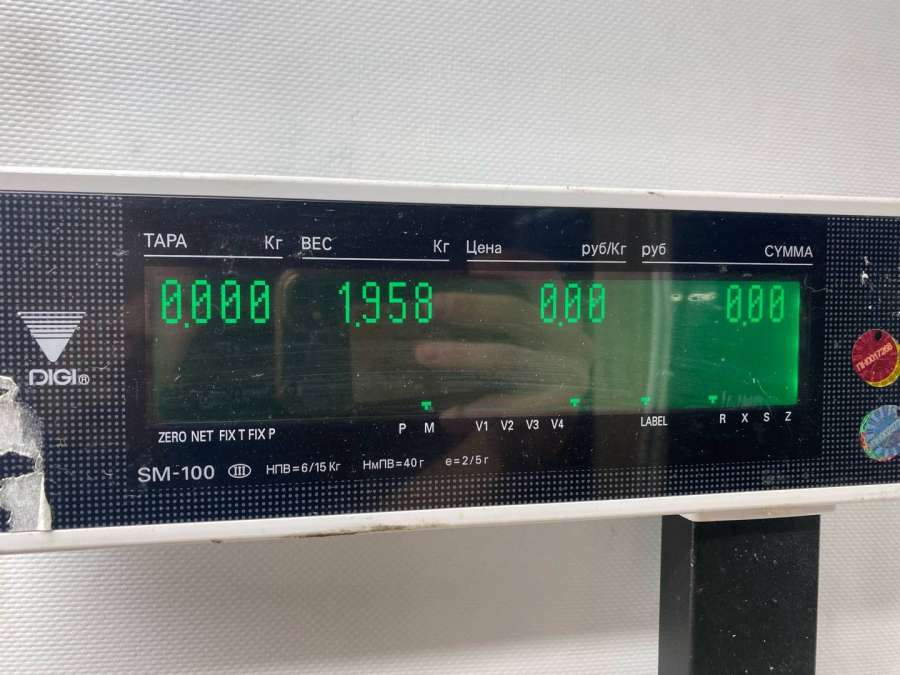 ТАРА Кг ВЕС Кг Цена руб/Кг руб СУММА
0.000 1.958 0.00 0.00
DIGI®
ZERO NET FIX T FIX P P M V1 V2 V3 V4 LABEL R X S Z
SM-100 III НПВ=6/15 Кг НмПВ=40 г e=2/5 г